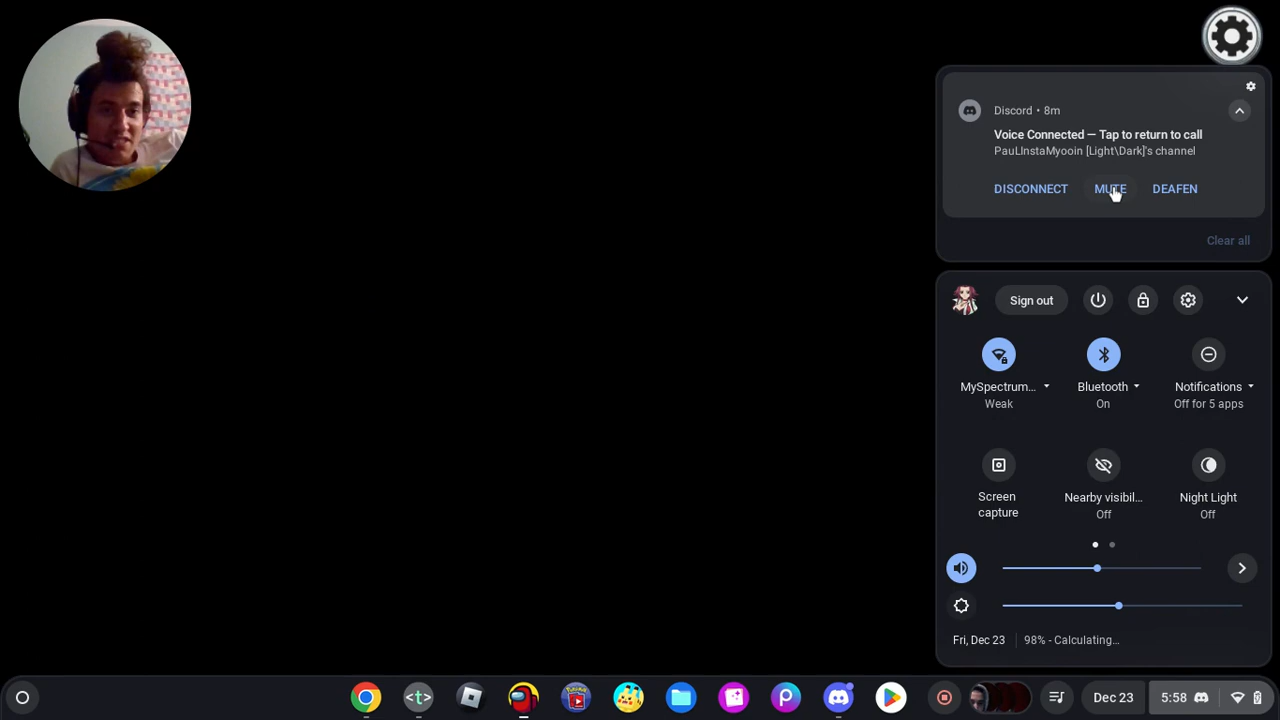 Discord • 8m
Voice Connected — Tap to return to call
PauLInstaMyooin [Light\Dark]'s channel
DISCONNECT MUTE DEAFEN
Clear all
Sign out
MySpectrum... Bluetooth Notifications
Weak On Off for 5 apps
Screen capture Nearby visibil... Night Light
Off Off
Fri, Dec 23 98% - Calculating...
<t>
Dec 23 5:58